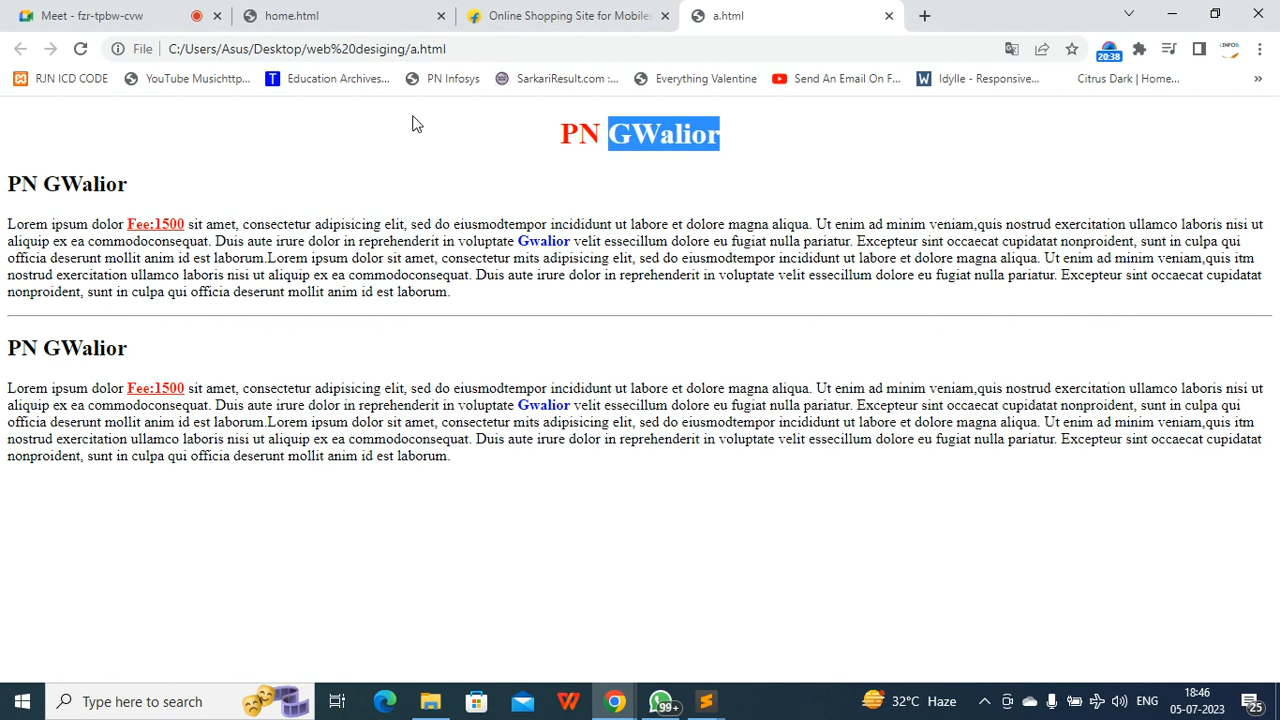 Meet - fzr-tpbw-cvw
home.html
Online Shopping Site for Mobiles
a.html
File
C:/Users/Asus/Desktop/web%20desiging/a.html
20:38
RJN ICD CODE
YouTube Musichttp...
Education Archives...
PN Infosys
SarkariResult.com :...
Everything Valentine
Send An Email On F...
Idylle - Responsive...
Citrus Dark | Home...
PN GWalior
PN GWalior
Lorem ipsum dolor Fee:1500 sit amet, consectetur adipisicing elit, sed do eiusmodtempor incididunt ut labore et dolore magna aliqua. Ut enim ad minim veniam,quis nostrud exercitation ullamco laboris nisi ut
aliquip ex ea commodoconsequat. Duis aute irure dolor in reprehenderit in voluptate Gwalior velit essecillum dolore eu fugiat nulla pariatur. Excepteur sint occaecat cupidatat nonproident, sunt in culpa qui
officia deserunt mollit anim id est laborum.Lorem ipsum dolor sit amet, consectetur mits adipisicing elit, sed do eiusmodtempor incididunt ut labore et dolore magna aliqua. Ut enim ad minim veniam,quis itm
nostrud exercitation ullamco laboris nisi ut aliquip ex ea commodoconsequat. Duis aute irure dolor in reprehenderit in voluptate velit essecillum dolore eu fugiat nulla pariatur. Excepteur sint occaecat cupidatat
nonproident, sunt in culpa qui officia deserunt mollit anim id est laborum.
PN GWalior
Lorem ipsum dolor Fee:1500 sit amet, consectetur adipisicing elit, sed do eiusmodtempor incididunt ut labore et dolore magna aliqua. Ut enim ad minim veniam,quis nostrud exercitation ullamco laboris nisi ut
aliquip ex ea commodoconsequat. Duis aute irure dolor in reprehenderit in voluptate Gwalior velit essecillum dolore eu fugiat nulla pariatur. Excepteur sint occaecat cupidatat nonproident, sunt in culpa qui
officia deserunt mollit anim id est laborum.Lorem ipsum dolor sit amet, consectetur mits adipisicing elit, sed do eiusmodtempor incididunt ut labore et dolore magna aliqua. Ut enim ad minim veniam,quis itm
nostrud exercitation ullamco laboris nisi ut aliquip ex ea commodoconsequat. Duis aute irure dolor in reprehenderit in voluptate velit essecillum dolore eu fugiat nulla pariatur. Excepteur sint occaecat cupidatat
nonproident, sunt in culpa qui officia deserunt mollit anim id est laborum.
Type here to search
99+
32°C Haze
ENG
18:46
05-07-2023
25